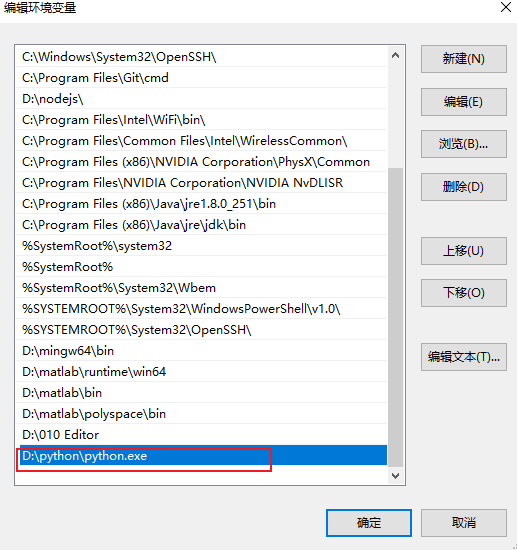 编辑环境变量
C:\Windows\System32\OpenSSH\
C:\Program Files\Git\cmd
D:\nodejs\
C:\Program Files\Intel\WiFi\bin\
C:\Program Files\Common Files\Intel\WirelessCommon\
C:\Program Files (x86)\NVIDIA Corporation\PhysX\Common
C:\Program Files\NVIDIA Corporation\NVIDIA NvDLISR
C:\Program Files (x86)\Java\jre1.8.0_251\bin
C:\Program Files (x86)\Java\jre\jdk\bin
%SystemRoot%\system32
%SystemRoot%
%SystemRoot%\System32\Wbem
%SYSTEMROOT%\System32\WindowsPowerShell\v1.0\
%SYSTEMROOT%\System32\OpenSSH\
D:\mingw64\bin
D:\matlab\runtime\win64
D:\matlab\bin
D:\matlab\polyspace\bin
D:\010 Editor
D:\python\python.exe
新建(N)
编辑(E)
浏览(B)...
删除(D)
上移(U)
下移(O)
编辑文本(T)...
确定
取消